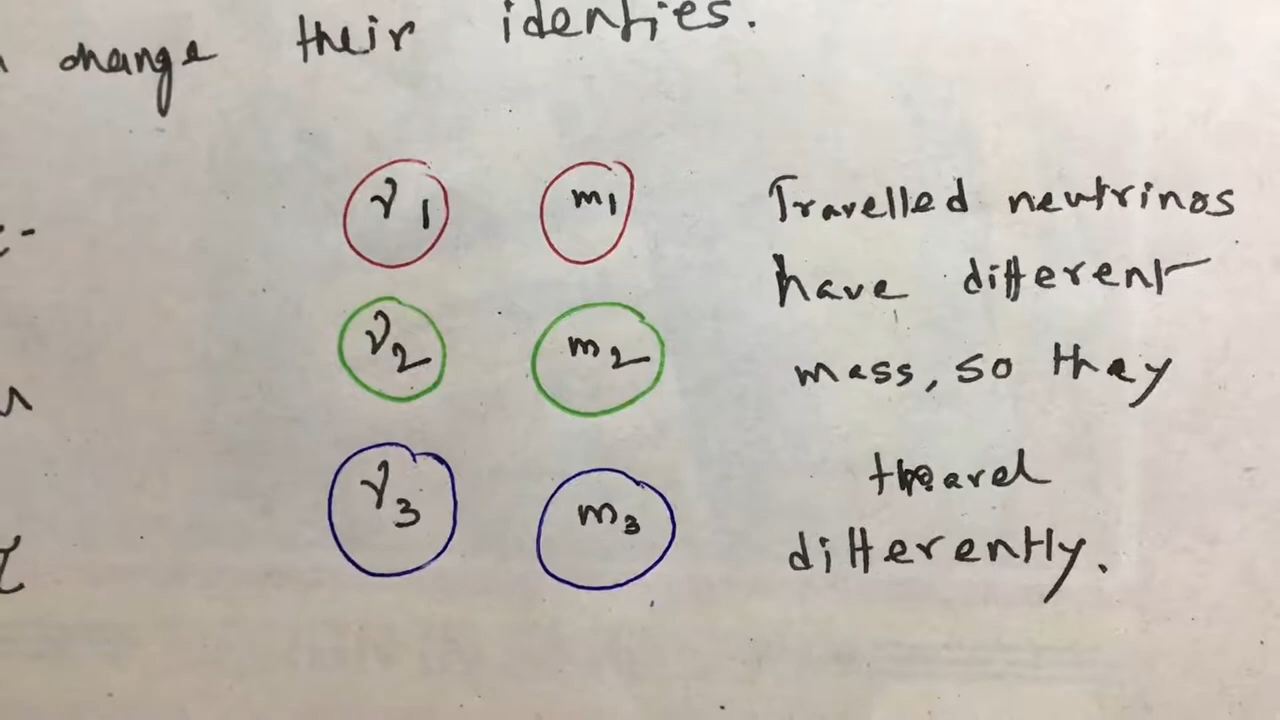 change their identies.
ν1 m1 Travelled neutrinos
have different
ν2 m2 mass, so they
ν3 m3 travel
differently.